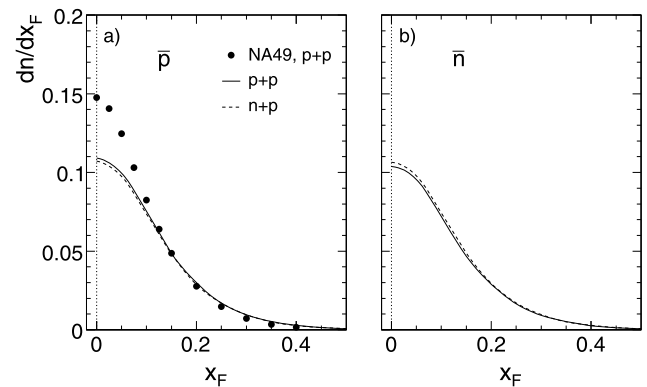 dn/dx_F
0.2
0.15
0.1
0.05
0
a)
p̅
NA49, p+p
p+p
n+p
0
0.2
0.4
x_F
b)
n̅
0
0.2
0.4
x_F